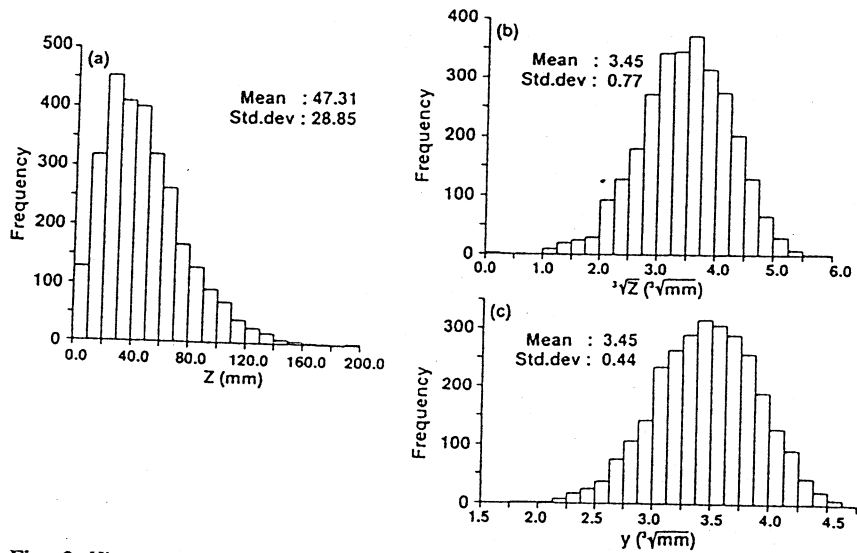 (a)
Mean : 47.31
Std.dev : 28.85
Frequency
500
400
300
200
100
0
0.0 40.0 80.0 120.0 160.0 200.0
Z (mm)
(b)
Mean : 3.45
Std.dev : 0.77
Frequency
400
300
200
100
0
0.0 1.0 2.0 3.0 4.0 5.0 6.0
³√Z (³√mm)
(c)
Mean : 3.45
Std.dev : 0.44
Frequency
300
200
100
0
1.5 2.0 2.5 3.0 3.5 4.0 4.5
y (³√mm)